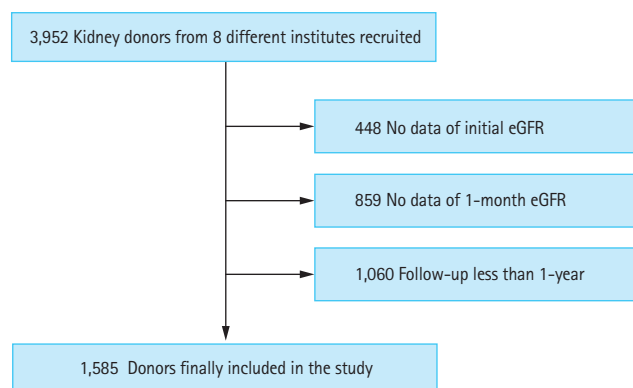 3,952 Kidney donors from 8 different institutes recruited
448 No data of initial eGFR
859 No data of 1-month eGFR
1,060 Follow-up less than 1-year
1,585 Donors finally included in the study